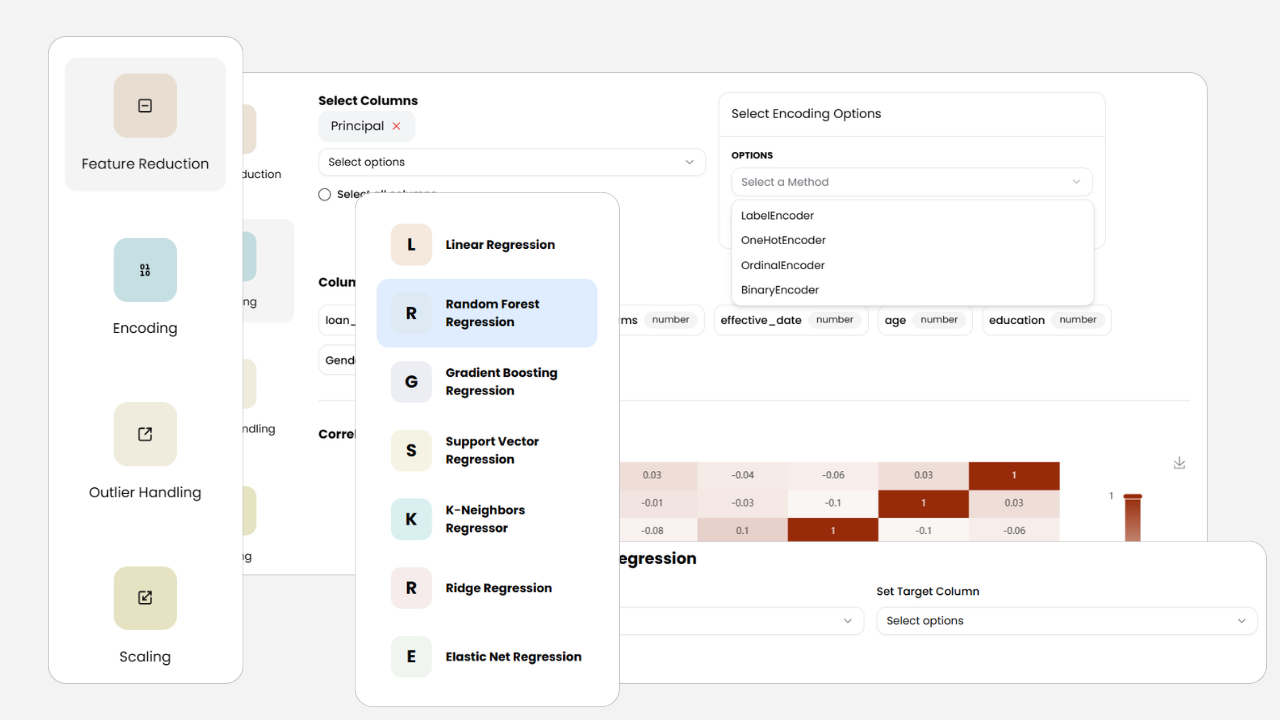 Feature Reduction
01
10
Encoding
Outlier Handling
Scaling
duction
ng
ndling
g
Select Columns
Principal
Select options
Select all columns
Colum
loan_
ms number
effective_date number
age number
education number
Gende
Correl
Select Encoding Options
OPTIONS
Select a Method
LabelEncoder
OneHotEncoder
OrdinalEncoder
BinaryEncoder
L Linear Regression
R Random Forest
Regression
G Gradient Boosting
Regression
S Support Vector
Regression
K K-Neighbors
Regressor
R Ridge Regression
E Elastic Net Regression
0.03 -0.04 -0.06 0.03 1
-0.01 -0.03 -0.1 1 0.03
-0.08 0.1 1 -0.1 -0.06
1
egression
Set Target Column
Select options